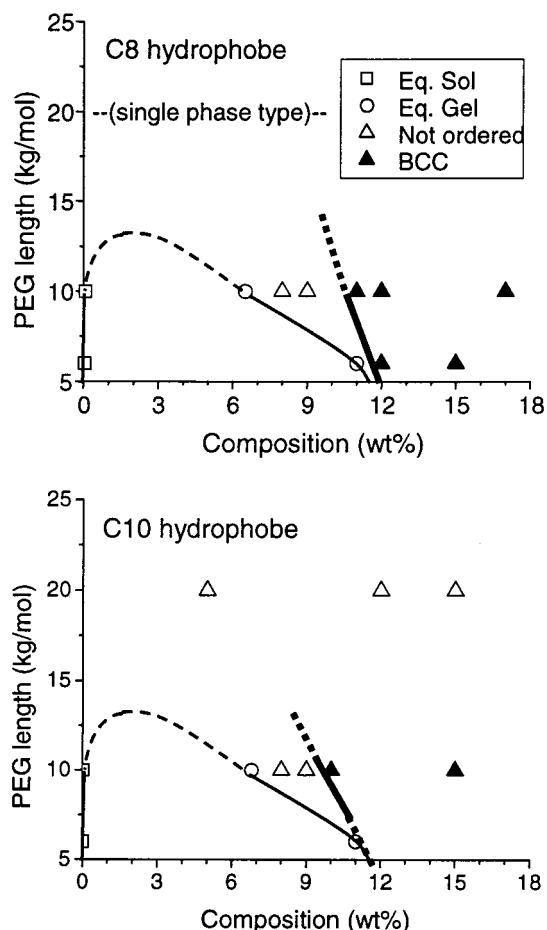 25
C8 hydrophobe
Eq. Sol
Eq. Gel
Not ordered
BCC
20
--(single phase type)--
15
10
5
PEG length (kg/mol)
0 3 6 9 12 15 18
Composition (wt%)
25
C10 hydrophobe
20
15
10
5
PEG length (kg/mol)
0 3 6 9 12 15 18
Composition (wt%)